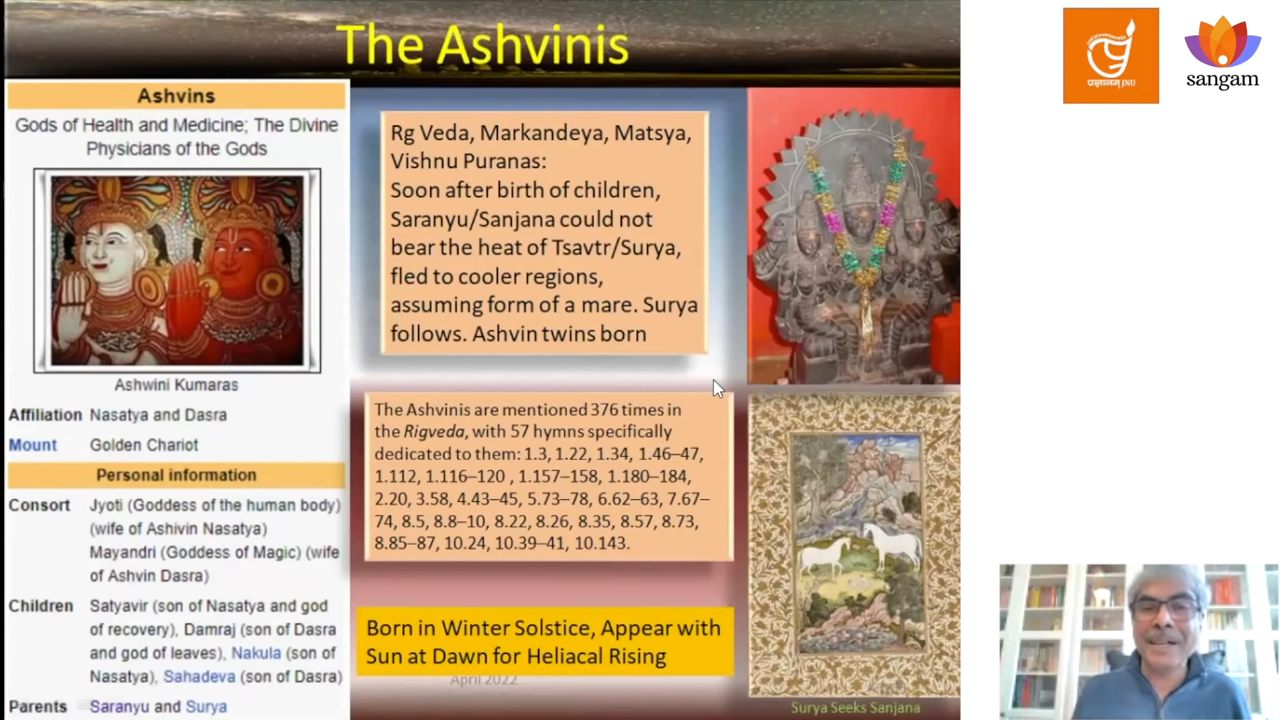 The Ashvinis
Ashvins
Gods of Health and Medicine; The Divine
Physicians of the Gods
Ashwini Kumaras
Affiliation Nasatya and Dasra
Mount Golden Chariot
Personal information
Consort Jyoti (Goddess of the human body)
(wife of Ashivin Nasatya)
Mayandri (Goddess of Magic) (wife
of Ashvin Dasra)
Children Satyavir (son of Nasatya and god
of recovery), Damraj (son of Dasra
and god of leaves), Nakula (son of
Nasatya), Sahadeva (son of Dasra)
Parents Saranyu and Surya
Rg Veda, Markandeya, Matsya,
Vishnu Puranas:
Soon after birth of children,
Saranyu/Sanjana could not
bear the heat of Tsavtr/Surya,
fled to cooler regions,
assuming form of a mare. Surya
follows. Ashvin twins born
The Ashvinis are mentioned 376 times in
the Rigveda, with 57 hymns specifically
dedicated to them: 1.3, 1.22, 1.34, 1.46–47,
1.112, 1.116–120 , 1.157–158, 1.180–184,
2.20, 3.58, 4.43–45, 5.73–78, 6.62–63, 7.67–
74, 8.5, 8.8–10, 8.22, 8.26, 8.35, 8.57, 8.73,
8.85–87, 10.24, 10.39–41, 10.143.
Born in Winter Solstice, Appear with
Sun at Dawn for Heliacal Rising
April 2022
Surya Seeks Sanjana
JNU
sangam